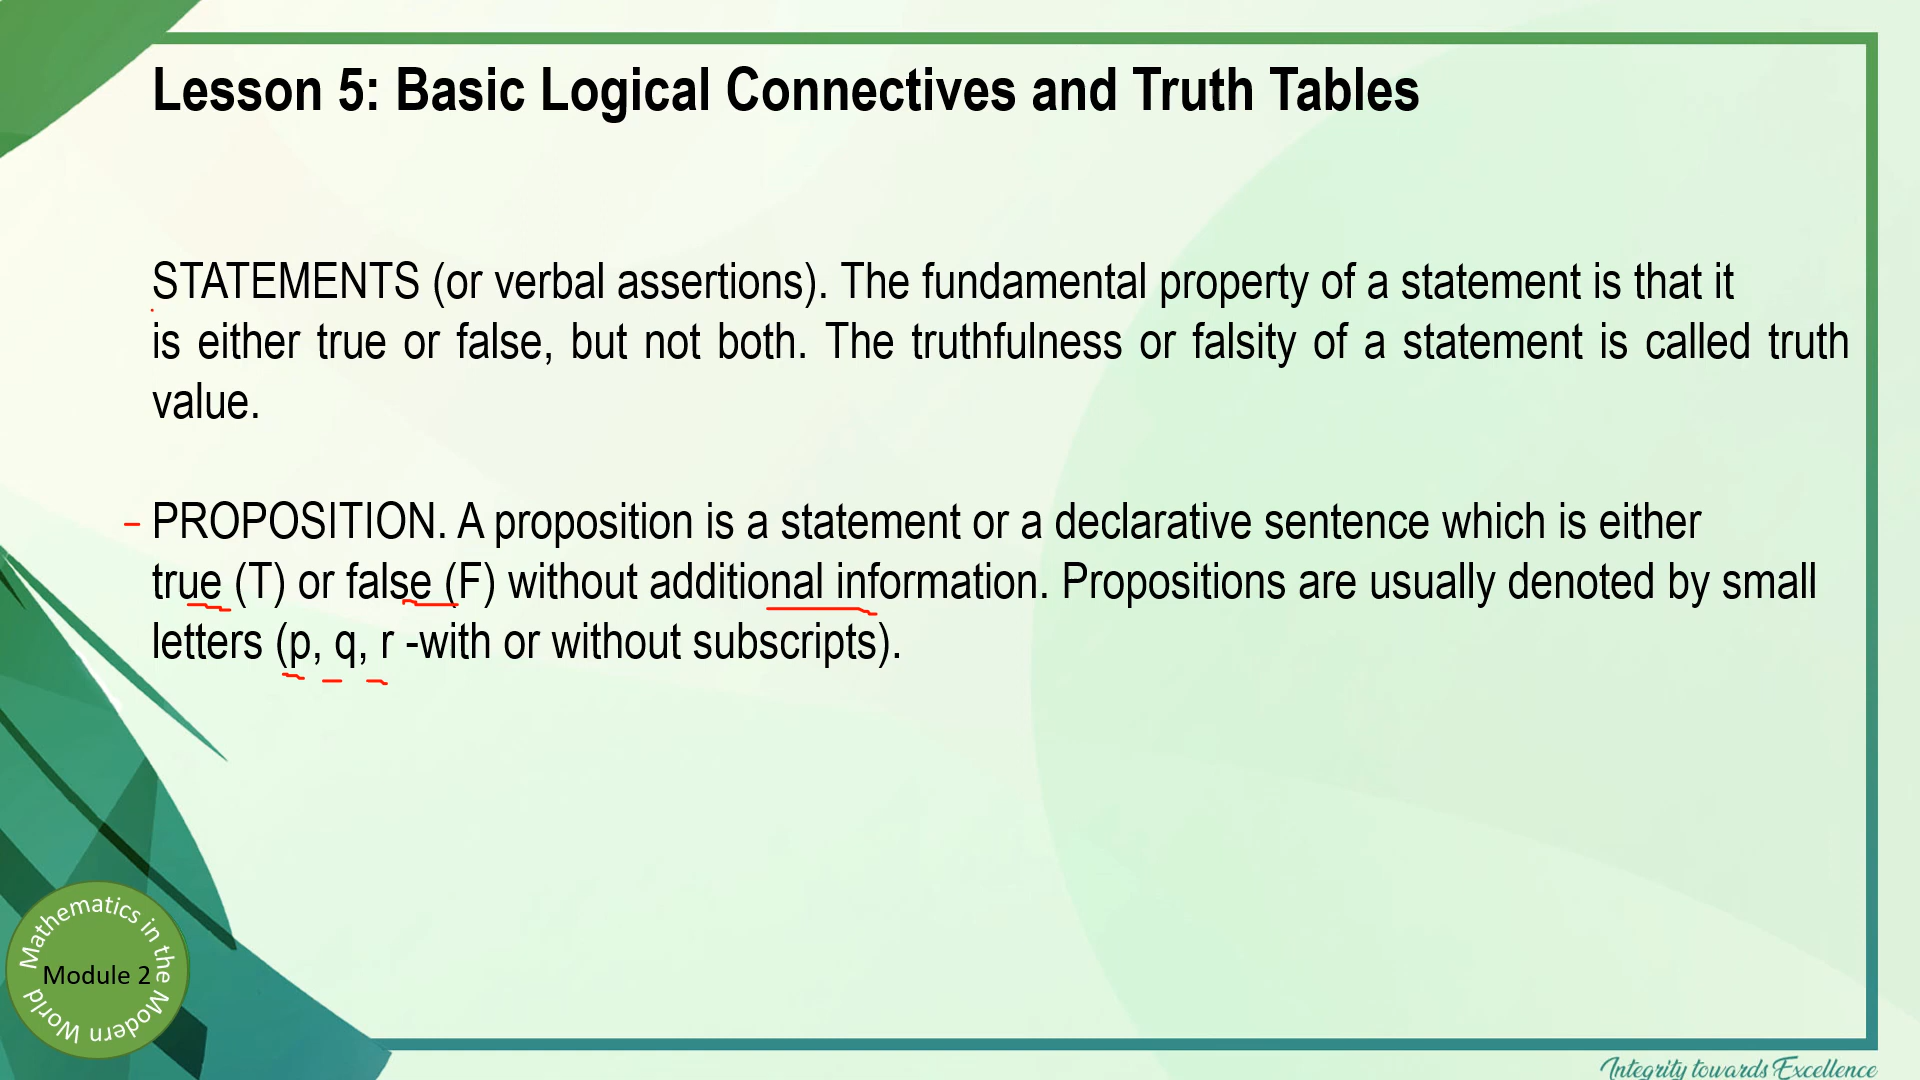 Lesson 5: Basic Logical Connectives and Truth Tables
STATEMENTS (or verbal assertions). The fundamental property of a statement is that it
is either true or false, but not both. The truthfulness or falsity of a statement is called truth
value.
PROPOSITION. A proposition is a statement or a declarative sentence which is either
true (T) or false (F) without additional information. Propositions are usually denoted by small
letters (p, q, r -with or without subscripts).
Mathematics in the Modern World
Module 2
Integrity towards Excellence